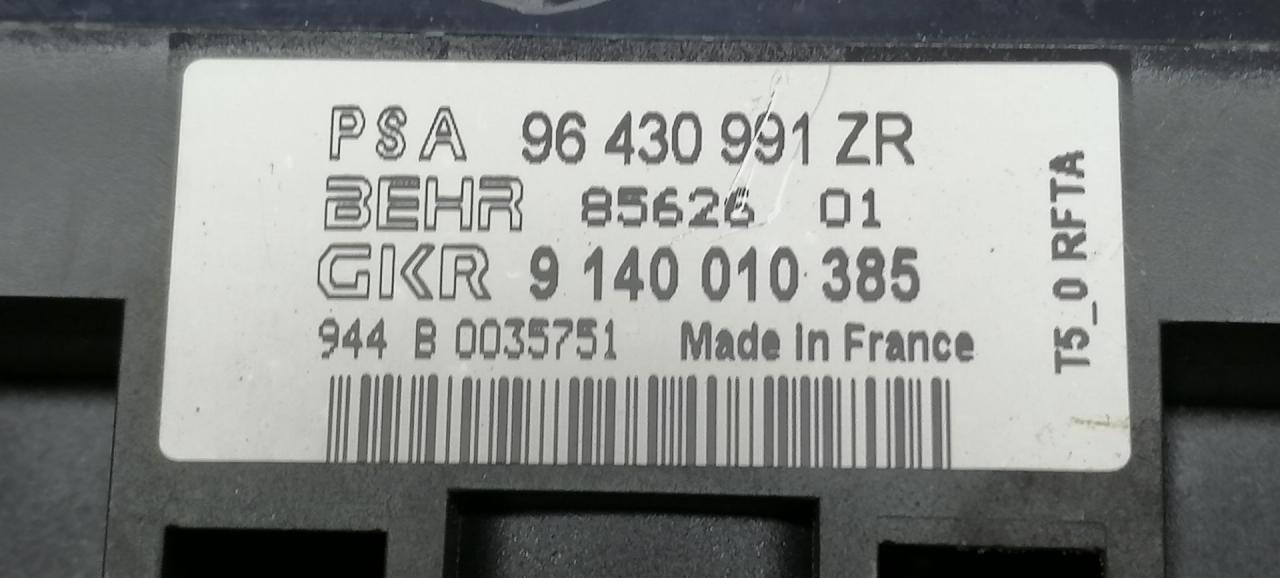 PSA 96 430 991 ZR
BEHR 85626 01
GKR 9 140 010 385
944 B 0035751 Made In France
T5_0 RFTA